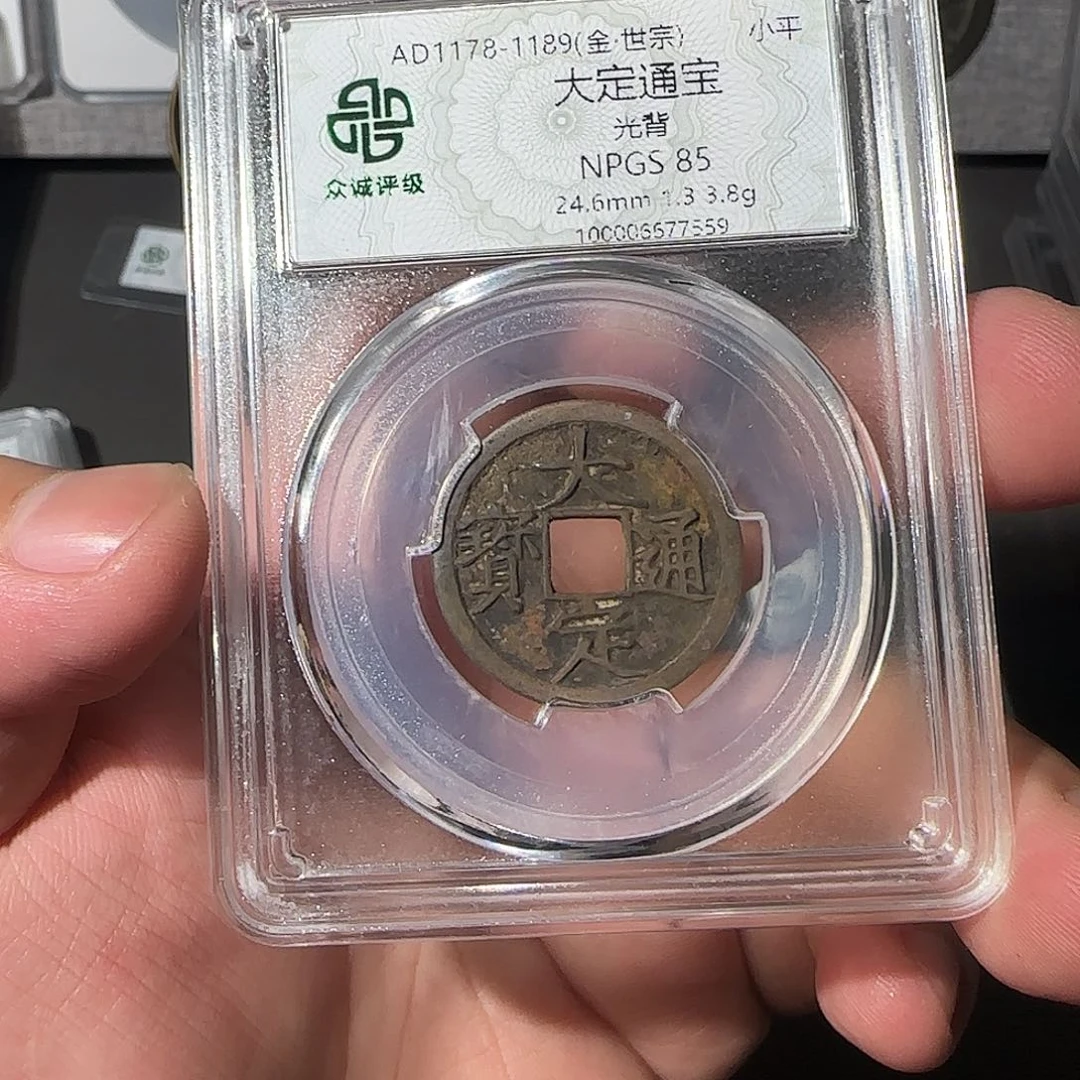 AD1178-1189(金·世宗) 小平
大定通宝
光背
NPGS 85
24.6mm 1.3 3.8g
100006677559
众诚评级
大定通寶